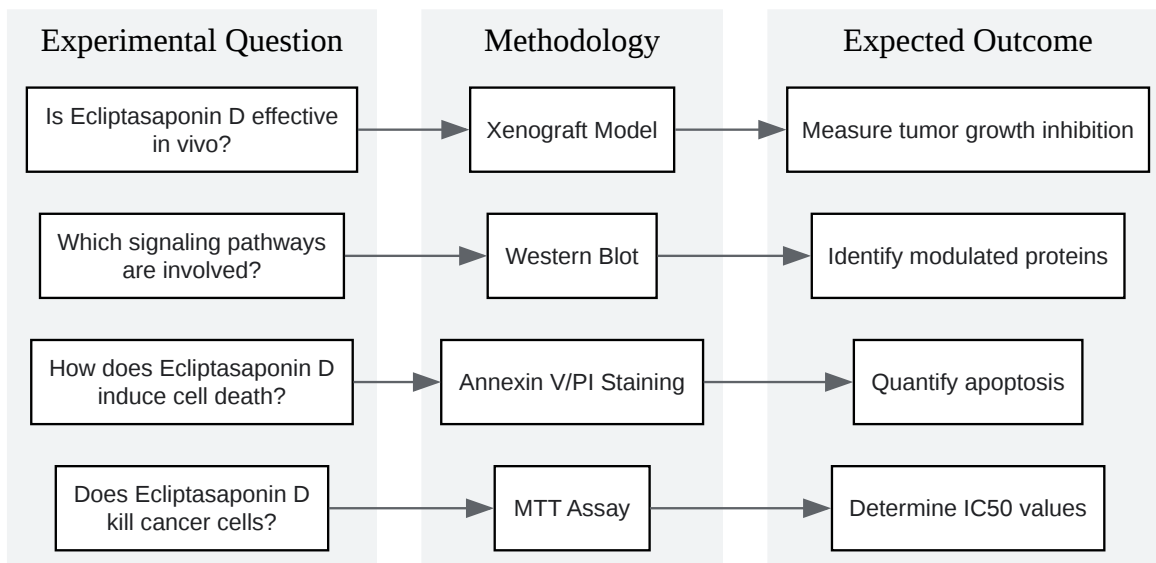 Experimental Question
Methodology
Expected Outcome
Is Ecliptasaponin D effective
in vivo?
Xenograft Model
Measure tumor growth inhibition
Which signaling pathways
are involved?
Western Blot
Identify modulated proteins
How does Ecliptasaponin D
induce cell death?
Annexin V/PI Staining
Quantify apoptosis
Does Ecliptasaponin D
kill cancer cells?
MTT Assay
Determine IC50 values